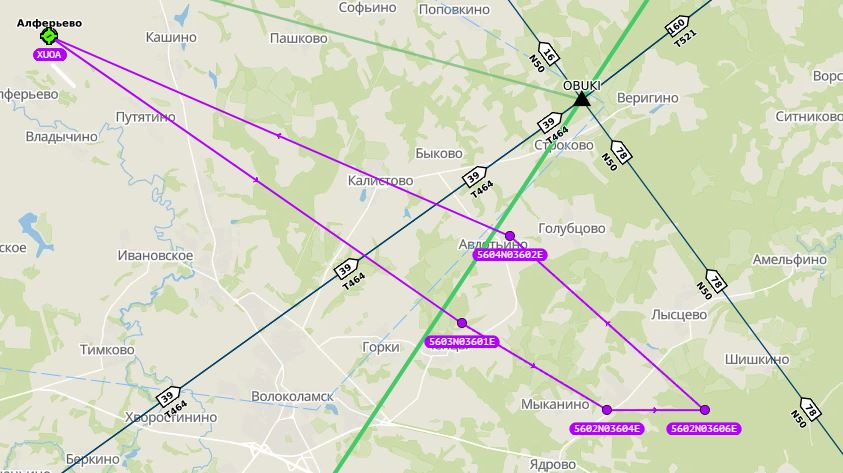 Софьино
Поповкино
Алферьево
Кашино
Пашково
160
T521
XUOA
16
N50
Ворс
OBUKI
лферьево
Веригино
Путятино
Ситниково
39
T464
Владычино
Строково
78
N50
Быково
39
T464
Калистово
Голубцово
5604N03602E
ское
Ивановское
Амельфино
39
T464
78
N50
Лысцево
5603N03601E
Тимково
Горки
Шишкино
39
T464
Волоколамск
Мыканино
78
N50
Хворостинино
5602N03604E
5602N03606E
Беркино
Ядрово